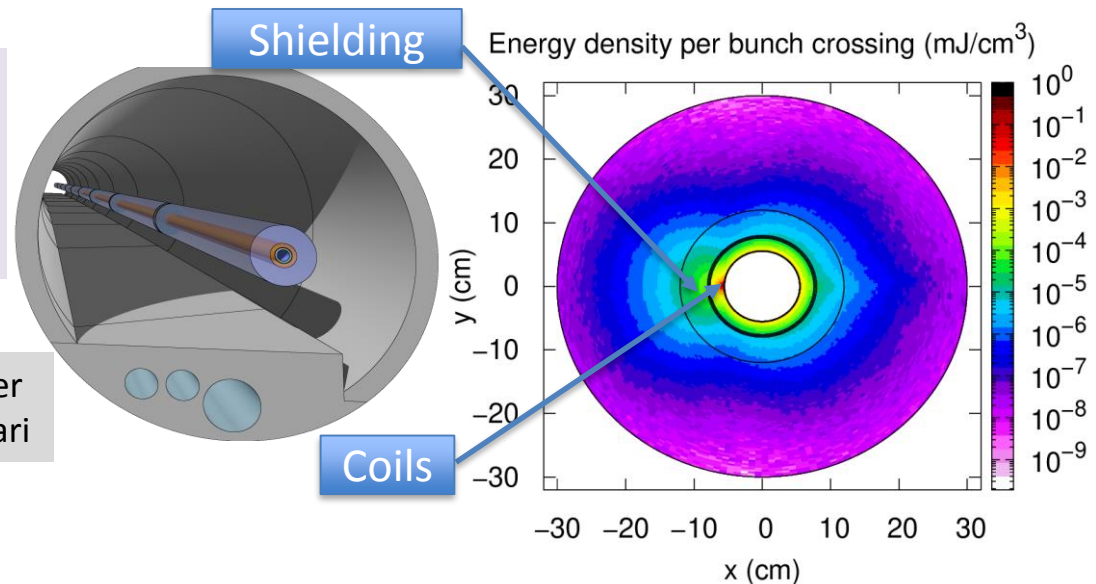 Shielding
Energy density per bunch crossing (mJ/cm³)
30
20
10
0
−10
−20
−30
y (cm)
−30 −20 −10 0 10 20 30
x (cm)
10⁰
10⁻¹
10⁻²
10⁻³
10⁻⁴
10⁻⁵
10⁻⁶
10⁻⁷
10⁻⁸
10⁻⁹
er
ari
Coils